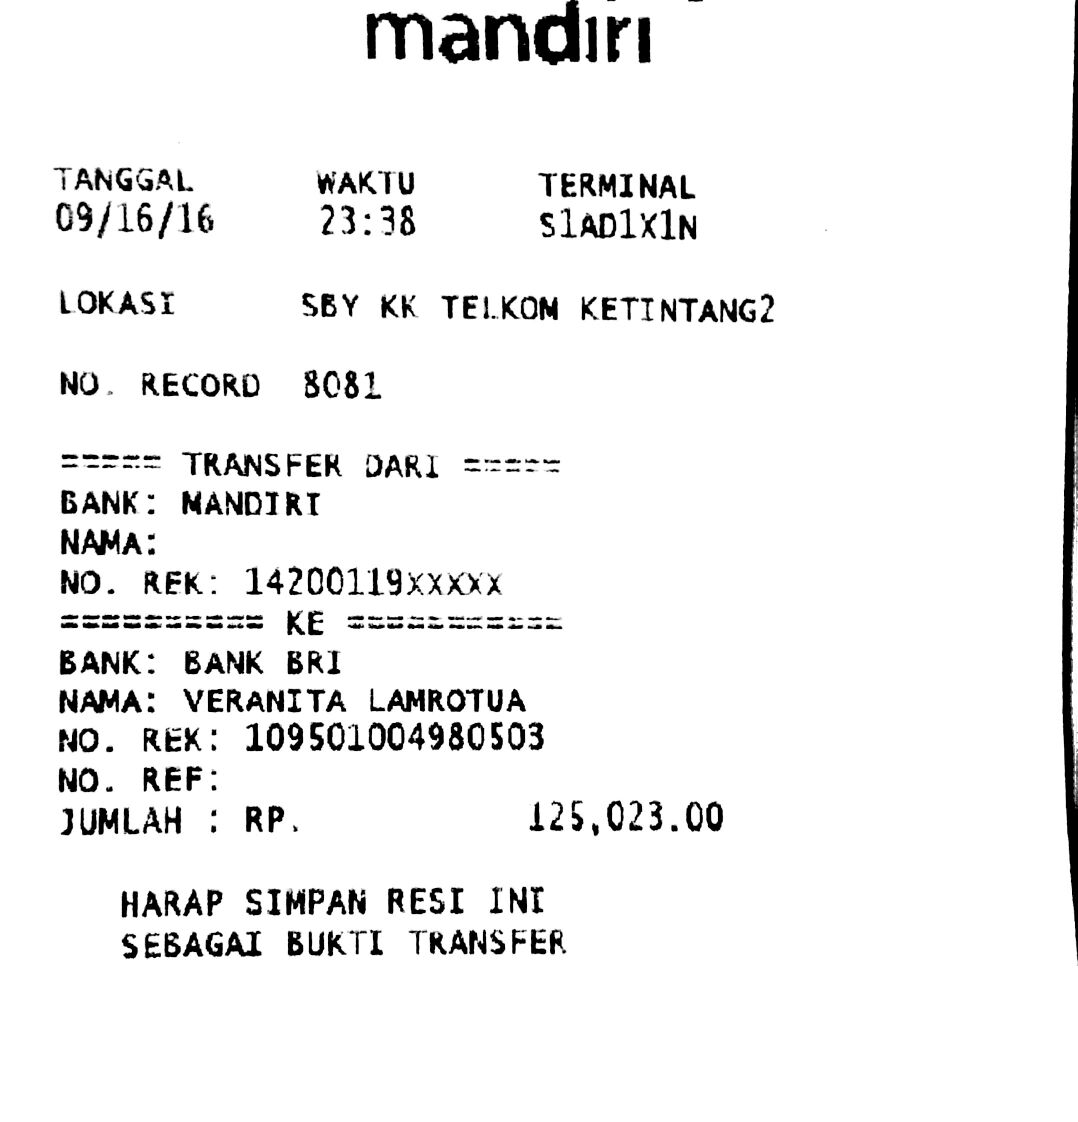 mandiri
TANGGAL WAKTU TERMINAL
09/16/16 23:38 S1AD1X1N
LOKASI SBY KK TELKOM KETINTANG2
NO. RECORD 8081
===== TRANSFER DARI =====
BANK: MANDIRI
NAMA:
NO. REK: 14200119xxxxx
========== KE ===========
BANK: BANK BRI
NAMA: VERANITA LAMROTUA
NO. REK: 109501004980503
NO. REF:
JUMLAH : RP. 125,023.00
HARAP SIMPAN RESI INI
SEBAGAI BUKTI TRANSFER